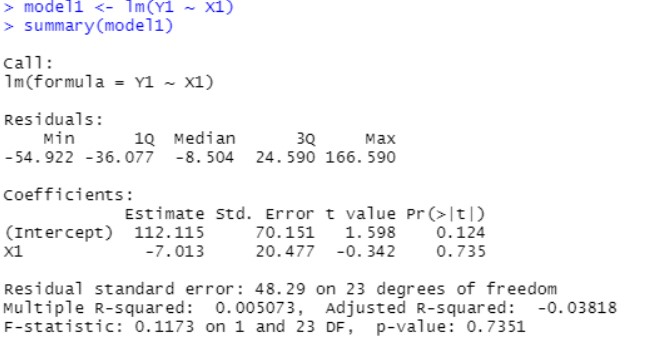 > model1 <- lm(Y1 ~ X1)
> summary(model1)
Call:
lm(formula = Y1 ~ X1)
Residuals:
    Min      1Q  Median      3Q     Max
-54.922 -36.077  -8.504  24.590 166.590
Coefficients:
            Estimate Std. Error t value Pr(>|t|)
(Intercept)  112.115     70.151   1.598    0.124
X1            -7.013     20.477  -0.342    0.735
Residual standard error: 48.29 on 23 degrees of freedom
Multiple R-squared:  0.005073,  Adjusted R-squared:  -0.03818
F-statistic: 0.1173 on 1 and 23 DF,  p-value: 0.7351